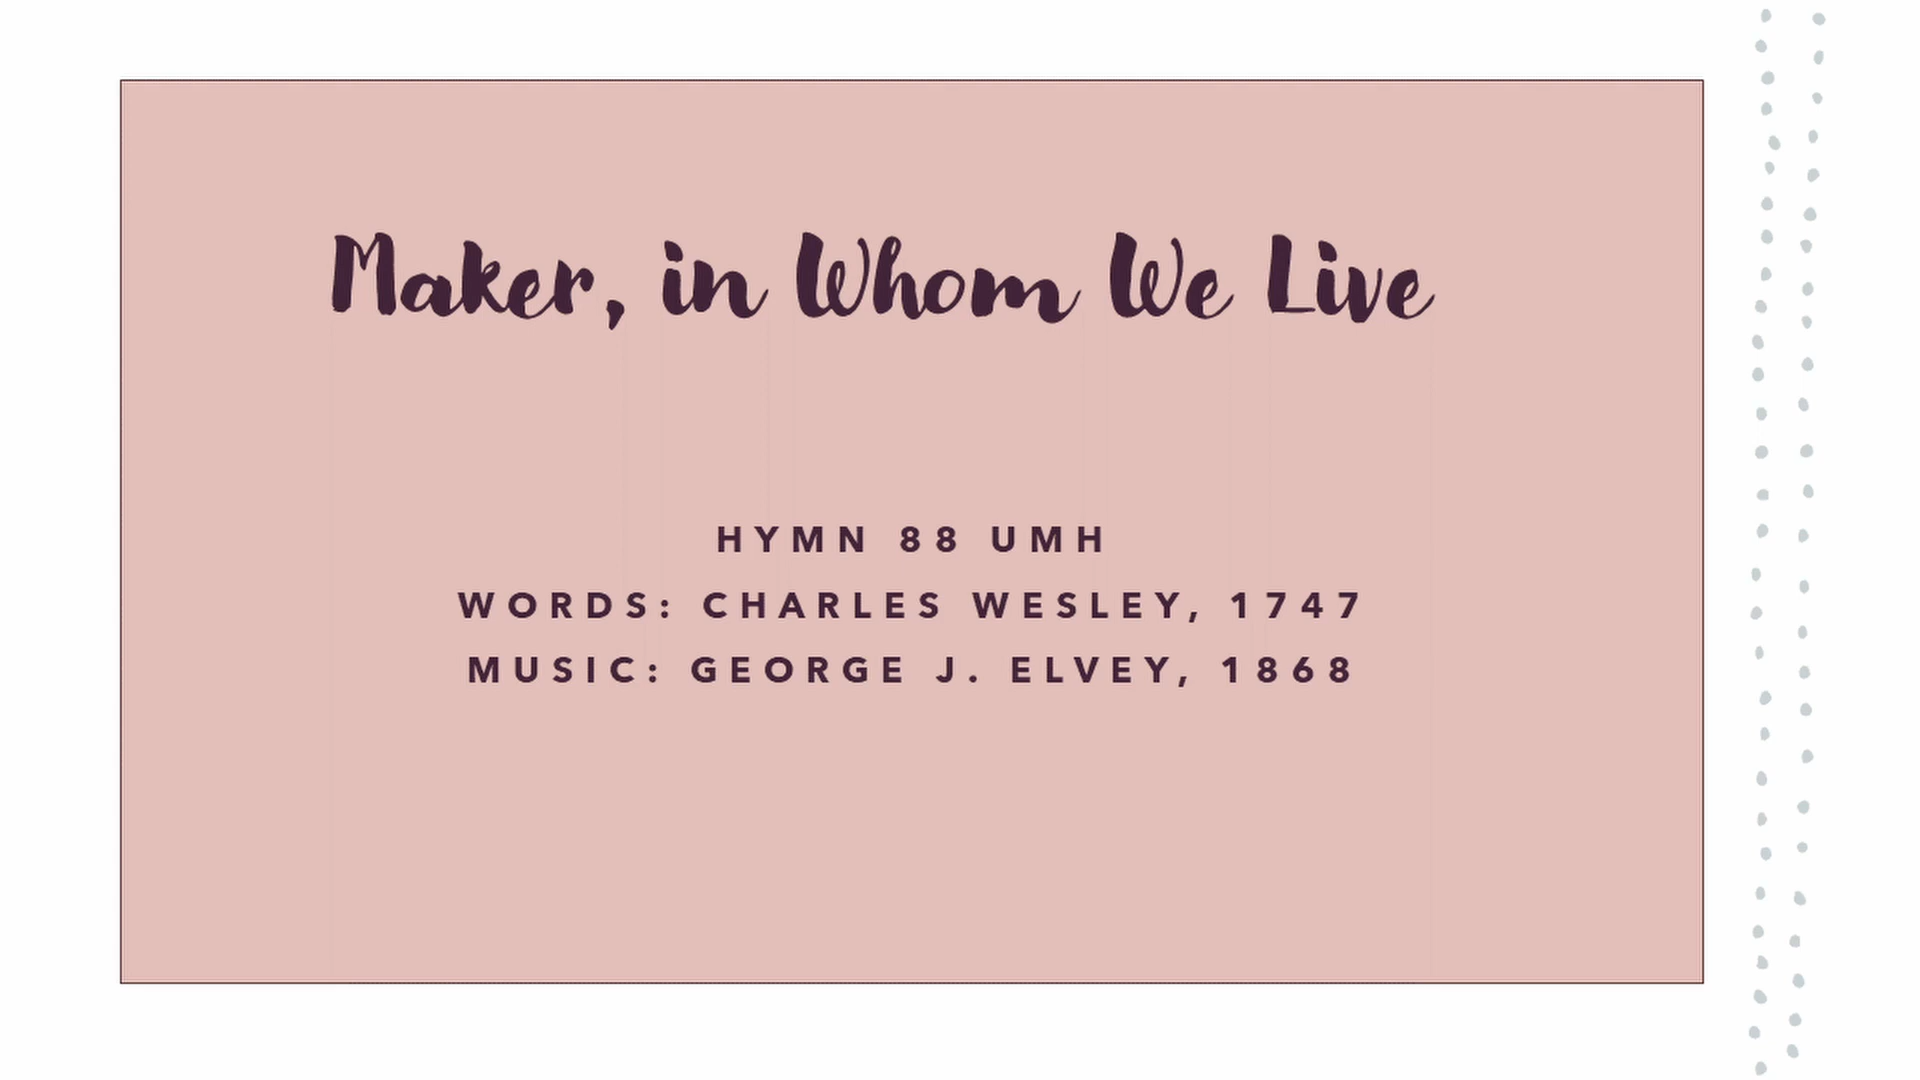 Maker, in Whom We Live
HYMN 88 UMH
WORDS: CHARLES WESLEY, 1747
MUSIC: GEORGE J. ELVEY, 1868